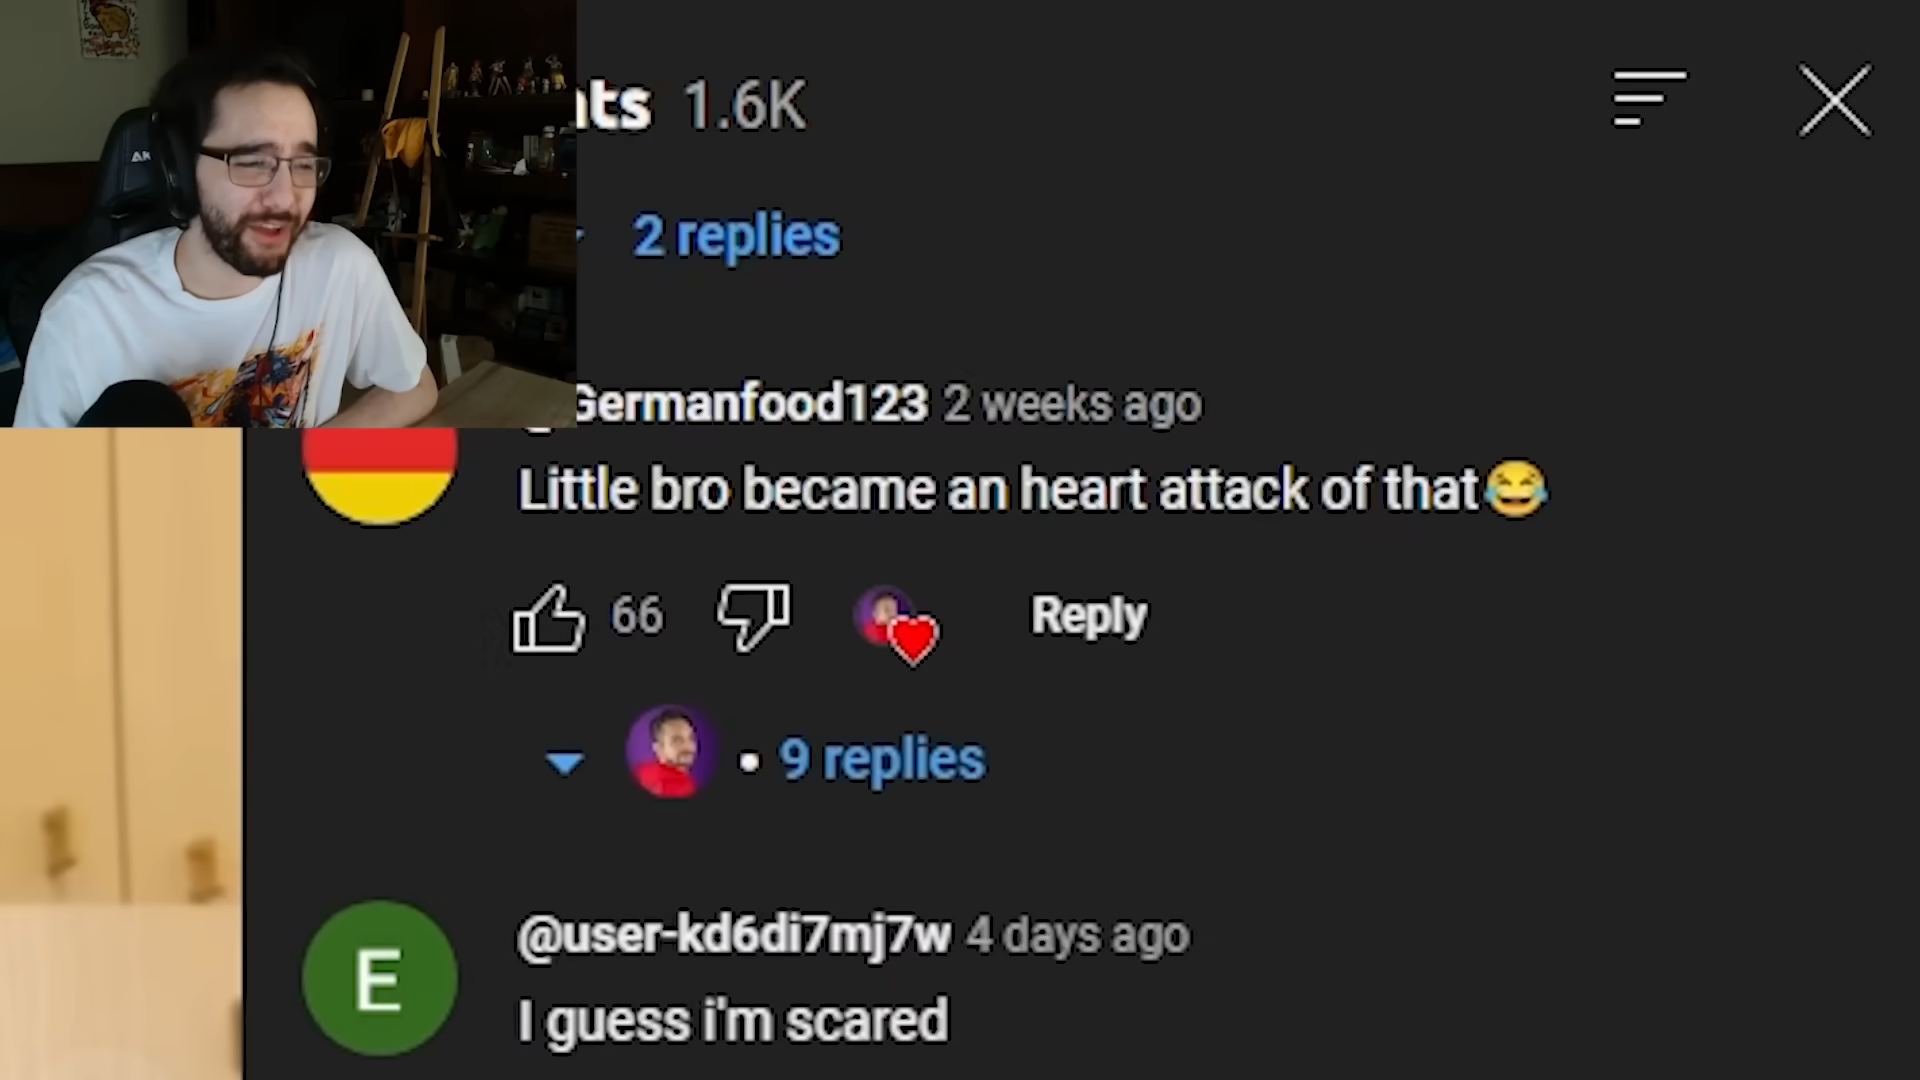 nts 1.6K
2 replies
Germanfood123 2 weeks ago
Little bro became an heart attack of that😂
66 Reply
9 replies
E
@user-kd6di7mj7w 4 days ago
I guess i'm scared